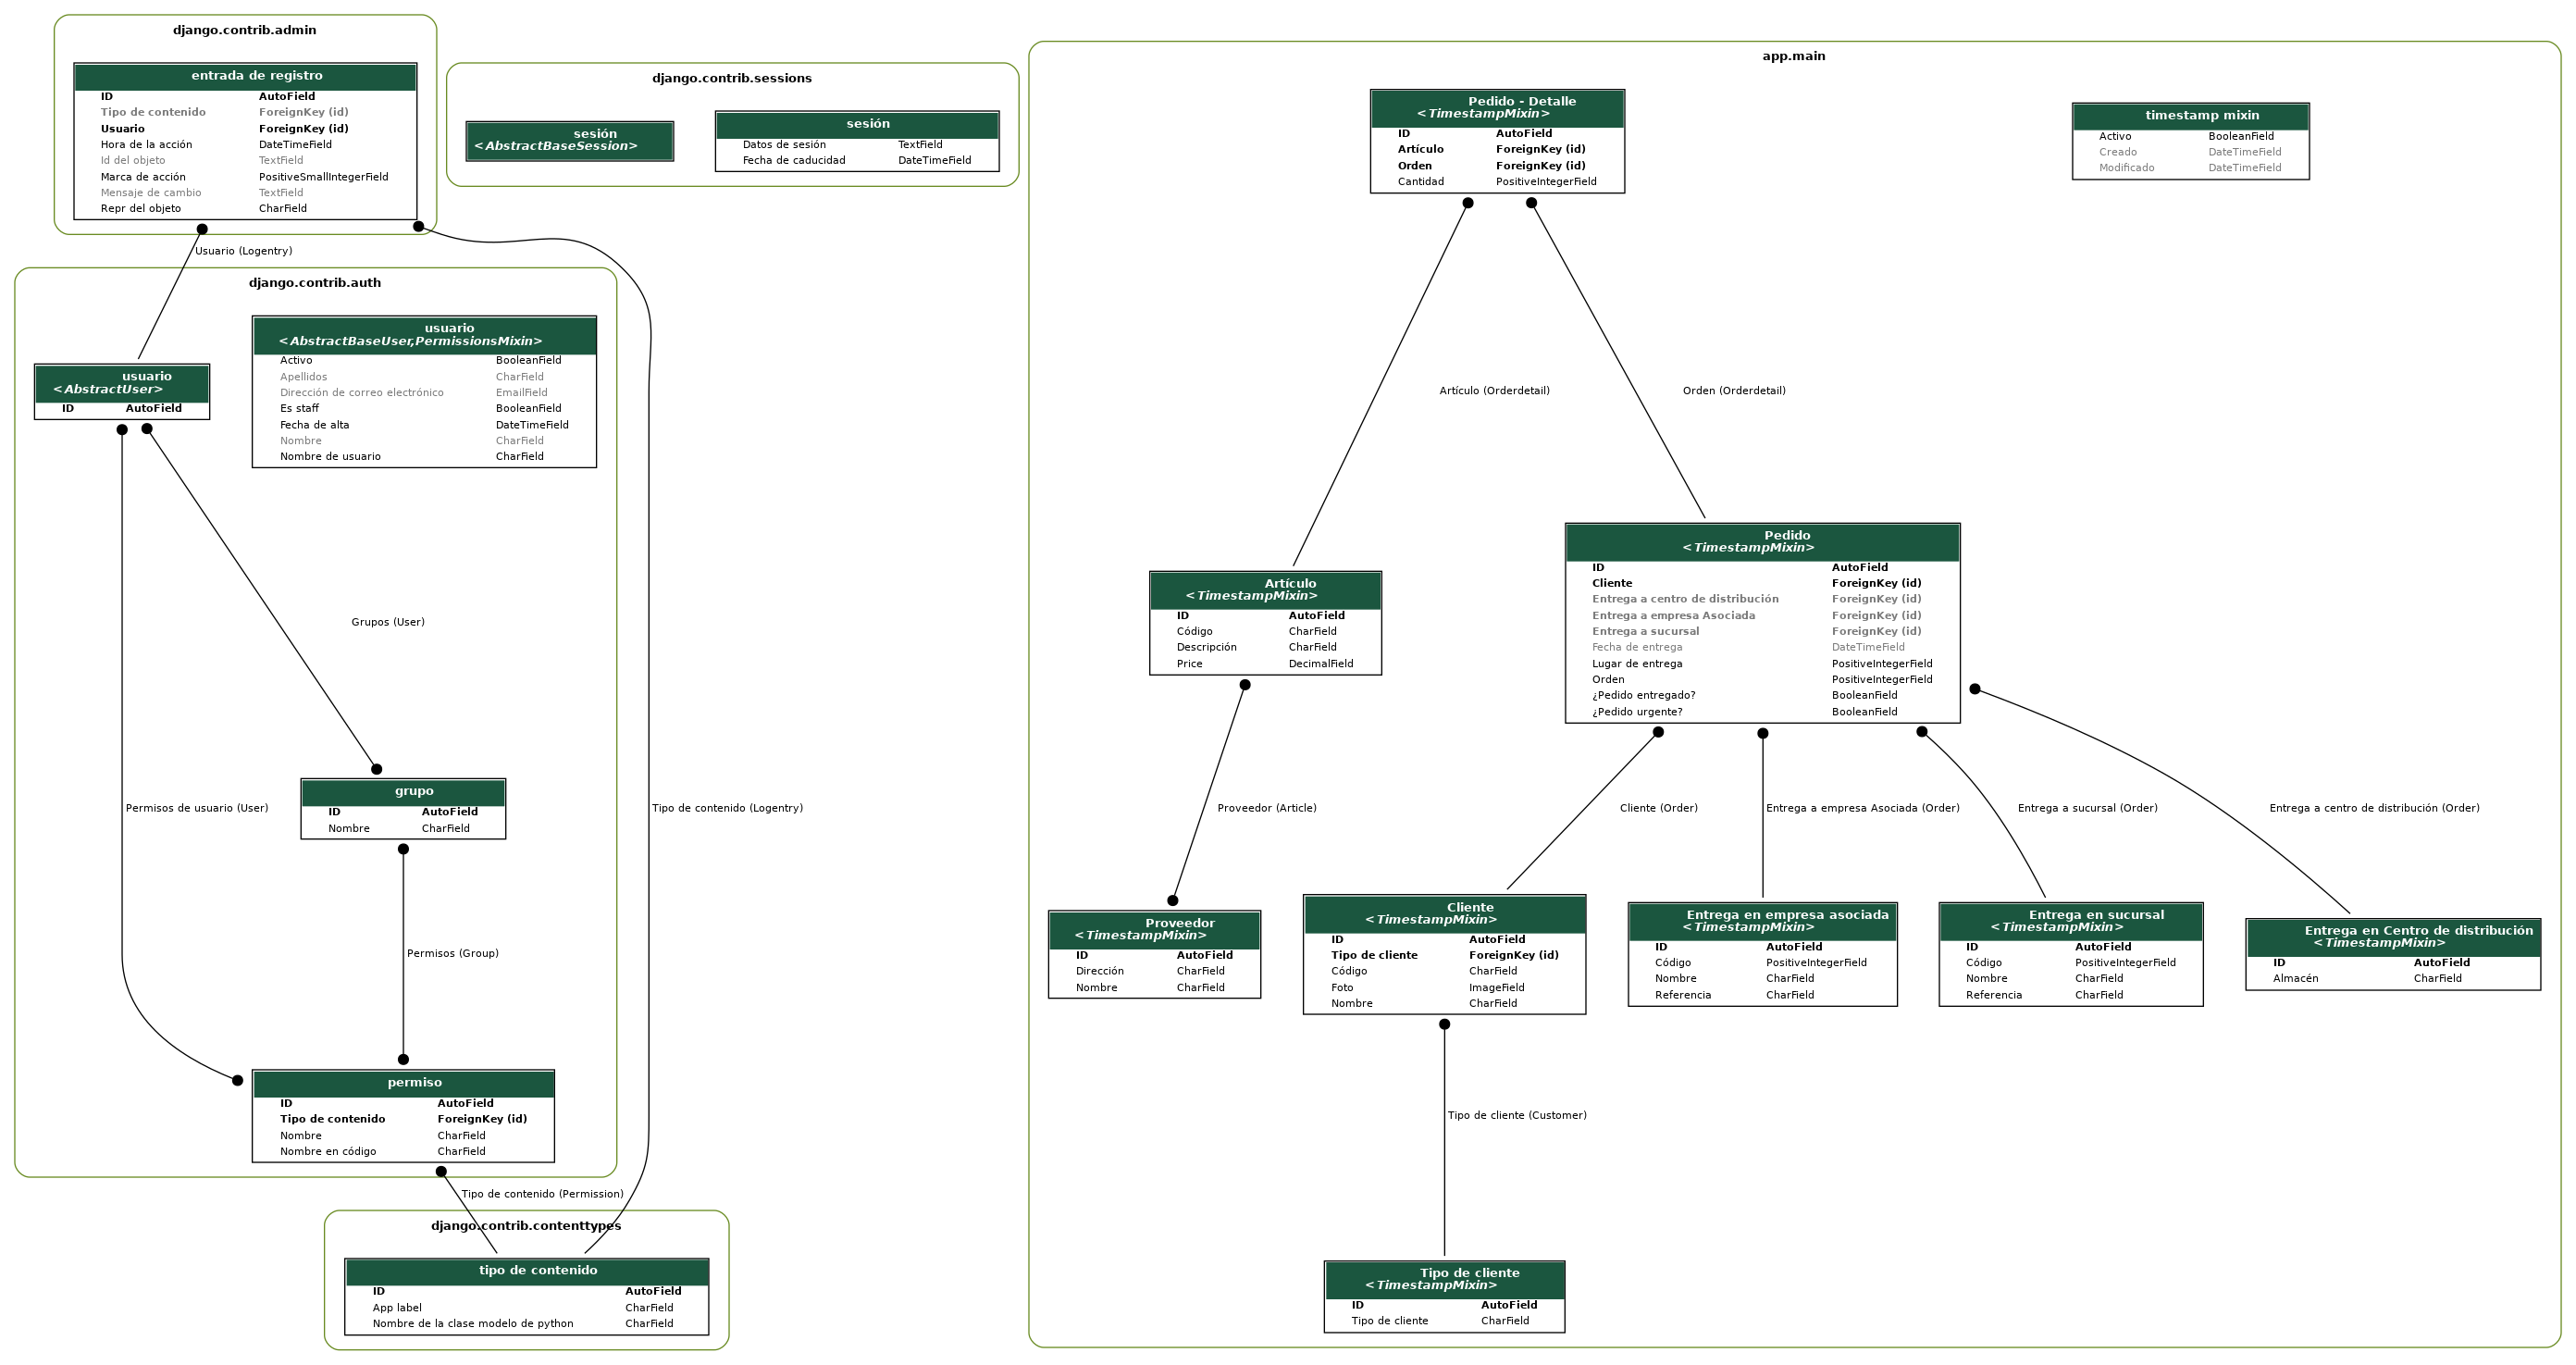 django.contrib.admin
entrada de registro
ID AutoField
Tipo de contenido ForeignKey (id)
Usuario ForeignKey (id)
Hora de la acción DateTimeField
Id del objeto TextField
Marca de acción PositiveSmallIntegerField
Mensaje de cambio TextField
Repr del objeto CharField
Usuario (Logentry)
django.contrib.sessions
sesión
<AbstractBaseSession>
sesión
Datos de sesión TextField
Fecha de caducidad DateTimeField
django.contrib.auth
usuario
<AbstractBaseUser,PermissionsMixin>
Activo BooleanField
Apellidos CharField
Dirección de correo electrónico EmailField
Es staff BooleanField
Fecha de alta DateTimeField
Nombre CharField
Nombre de usuario CharField
usuario
<AbstractUser>
ID AutoField
Grupos (User)
Permisos de usuario (User)
grupo
ID AutoField
Nombre CharField
Tipo de contenido (Logentry)
Permisos (Group)
permiso
ID AutoField
Tipo de contenido ForeignKey (id)
Nombre CharField
Nombre en código CharField
Tipo de contenido (Permission)
django.contrib.contenttypes
tipo de contenido
ID AutoField
App label CharField
Nombre de la clase modelo de python CharField
app.main
Pedido - Detalle
<TimestampMixin>
ID AutoField
Artículo ForeignKey (id)
Orden ForeignKey (id)
Cantidad PositiveIntegerField
timestamp mixin
Activo BooleanField
Creado DateTimeField
Modificado DateTimeField
Artículo (Orderdetail)
Orden (Orderdetail)
Artículo
<TimestampMixin>
ID AutoField
Código CharField
Descripción CharField
Price DecimalField
Pedido
<TimestampMixin>
ID AutoField
Cliente ForeignKey (id)
Entrega a centro de distribución ForeignKey (id)
Entrega a empresa Asociada ForeignKey (id)
Entrega a sucursal ForeignKey (id)
Fecha de entrega DateTimeField
Lugar de entrega PositiveIntegerField
Orden PositiveIntegerField
¿Pedido entregado? BooleanField
¿Pedido urgente? BooleanField
Proveedor (Article)
Cliente (Order)
Entrega a empresa Asociada (Order)
Entrega a sucursal (Order)
Entrega a centro de distribución (Order)
Proveedor
<TimestampMixin>
ID AutoField
Dirección CharField
Nombre CharField
Cliente
<TimestampMixin>
ID AutoField
Tipo de cliente ForeignKey (id)
Código CharField
Foto ImageField
Nombre CharField
Entrega en empresa asociada
<TimestampMixin>
ID AutoField
Código PositiveIntegerField
Nombre CharField
Referencia CharField
Entrega en sucursal
<TimestampMixin>
ID AutoField
Código PositiveIntegerField
Nombre CharField
Referencia CharField
Entrega en Centro de distribución
<TimestampMixin>
ID AutoField
Almacén CharField
Tipo de cliente (Customer)
Tipo de cliente
<TimestampMixin>
ID AutoField
Tipo de cliente CharField